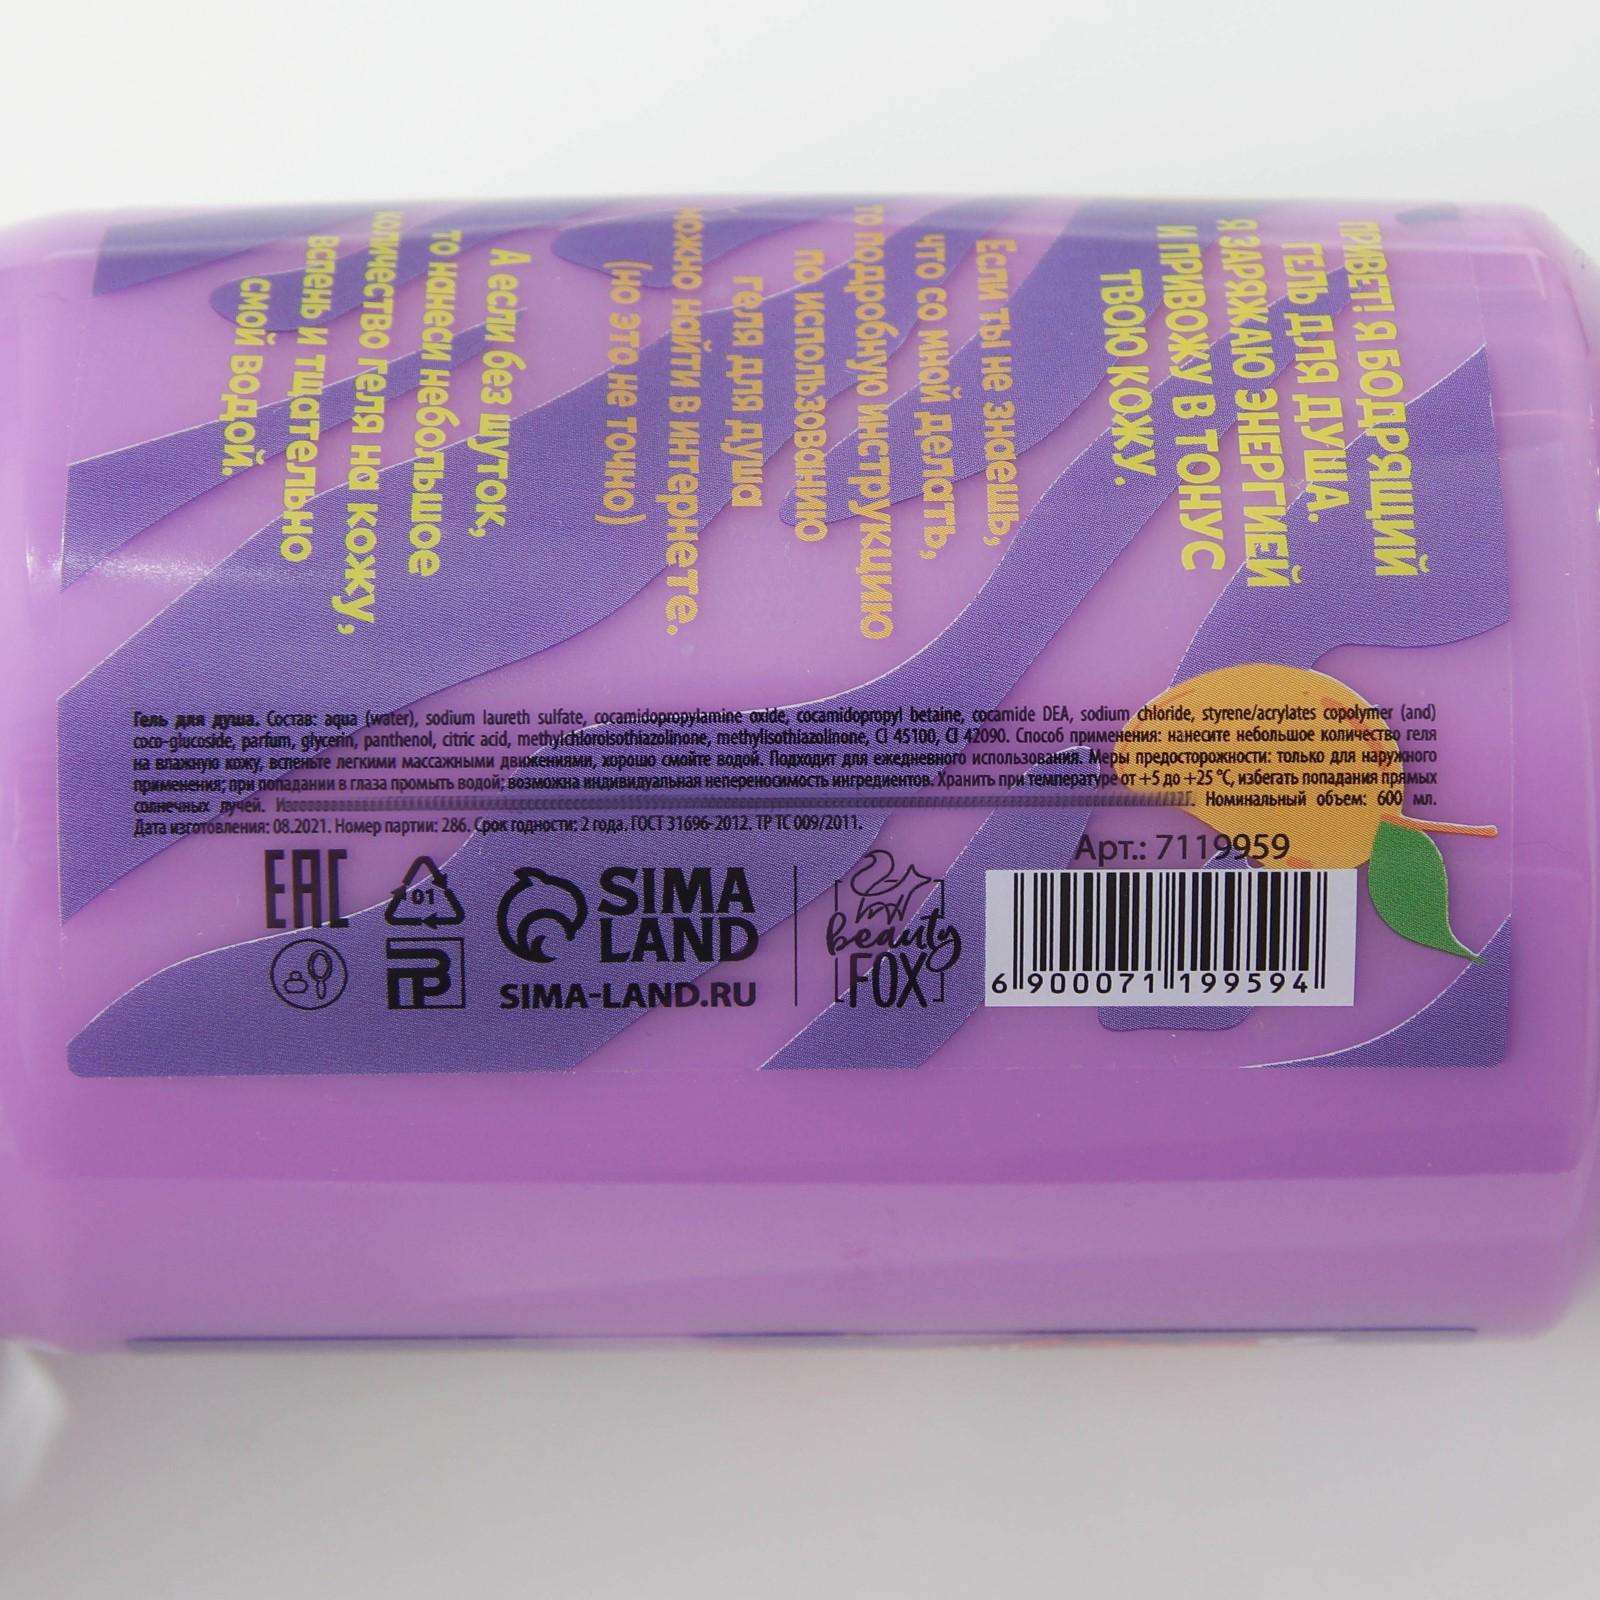 ПРИВЕТ! Я БОДРЯЩИЙ
ГЕЛЬ ДЛЯ ДУША.
Я ЗАРЯЖАЮ ЭНЕРГИЕЙ
И ПРИВОЖУ В ТОНУС
ТВОЮ КОЖУ.
Если ты не знаешь,
что со мной делать,
то подробную инструкцию
по использованию
геля для душа
можно найти в интернете.
(но это не точно)
А если без шуток,
то нанеси небольшое
количество геля на кожу,
вспень и тщательно
смой водой.
Гель для душа. Состав: aqua (water), sodium laureth sulfate, cocamidopropylamine oxide, cocamidopropyl betaine, cocamide DEA, sodium chloride, styrene/acrylates copolymer (and)
coco-glucoside, parfum, glycerin, panthenol, citric acid, methylchloroisothiazolinone, methylisothiazolinone, CI 45100, CI 42090. Способ применения: нанесите небольшое количество геля
на влажную кожу, вспеньте легкими массажными движениями, хорошо смойте водой. Подходит для ежедневного использования. Меры предосторожности: только для наружного
применения; при попадании в глаза промыть водой; возможна индивидуальная непереносимость ингредиентов. Хранить при температуре от +5 до +25 °C, избегать попадания прямых
солнечных лучей. Номинальный объем: 600 мл.
Дата изготовления: 08.2021. Номер партии: 286. Срок годности: 2 года. ГОСТ 31696-2012. ТР ТС 009/2011.
EAC
01
SIMA
LAND
SIMA-LAND.RU
beauty
FOX
Арт.: 7119959
6 900071 199594